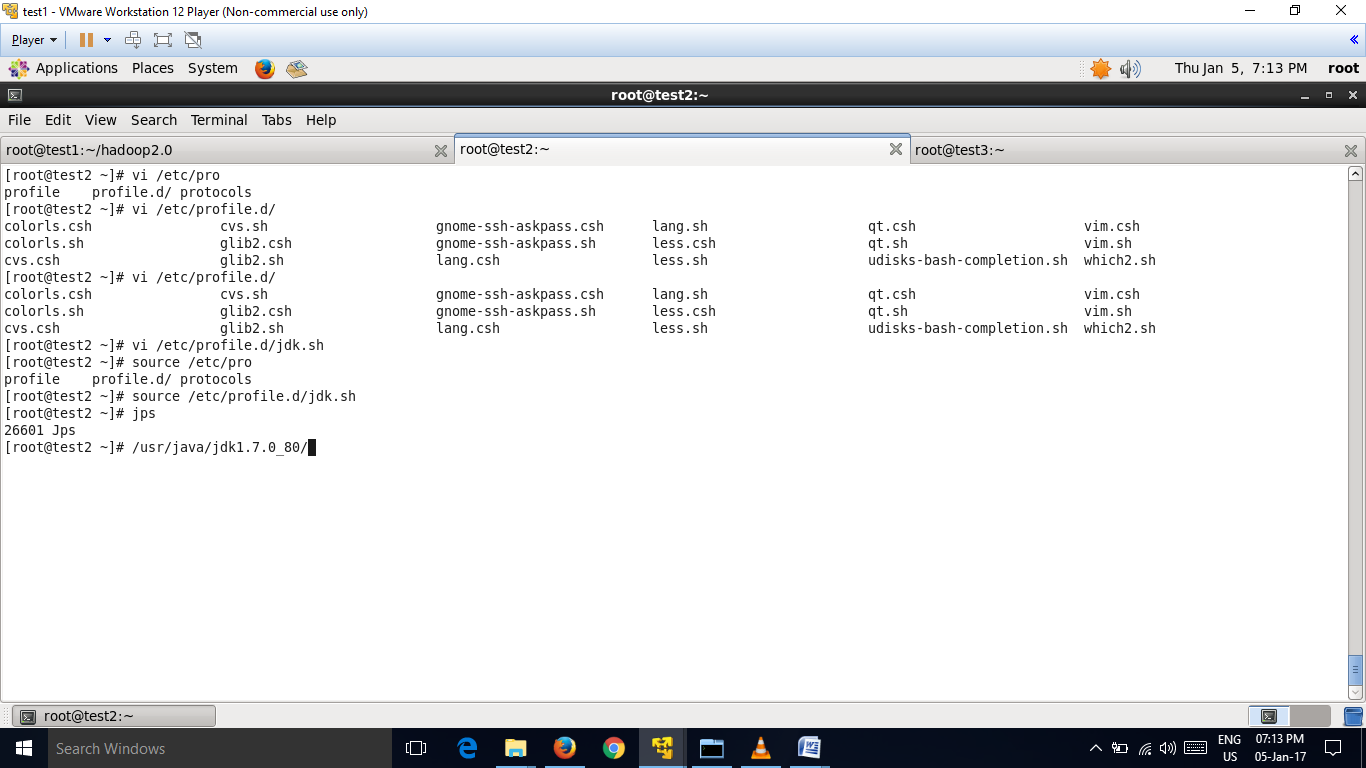 test1 - VMware Workstation 12 Player (Non-commercial use only)
Player
Applications Places System Thu Jan 5, 7:13 PM root
root@test2:~
File Edit View Search Terminal Tabs Help
root@test1:~/hadoop2.0 root@test2:~ root@test3:~
[root@test2 ~]# vi /etc/pro
profile    profile.d/ protocols
[root@test2 ~]# vi /etc/profile.d/
colorls.csh                cvs.sh                     gnome-ssh-askpass.csh      lang.sh                    qt.csh                     vim.csh
colorls.sh                 glib2.csh                  gnome-ssh-askpass.sh       less.csh                   qt.sh                      vim.sh
cvs.csh                    glib2.sh                   lang.csh                   less.sh                    udisks-bash-completion.sh  which2.sh
[root@test2 ~]# vi /etc/profile.d/
colorls.csh                cvs.sh                     gnome-ssh-askpass.csh      lang.sh                    qt.csh                     vim.csh
colorls.sh                 glib2.csh                  gnome-ssh-askpass.sh       less.csh                   qt.sh                      vim.sh
cvs.csh                    glib2.sh                   lang.csh                   less.sh                    udisks-bash-completion.sh  which2.sh
[root@test2 ~]# vi /etc/profile.d/jdk.sh
[root@test2 ~]# source /etc/pro
profile    profile.d/ protocols
[root@test2 ~]# source /etc/profile.d/jdk.sh
[root@test2 ~]# jps
26601 Jps
[root@test2 ~]# /usr/java/jdk1.7.0_80/
root@test2:~
Search Windows
ENG 07:13 PM
US 05-Jan-17